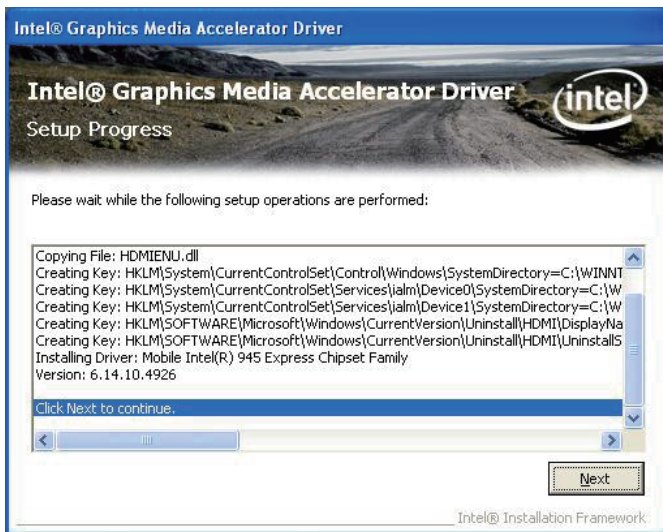 Intel® Graphics Media Accelerator Driver
Intel® Graphics Media Accelerator Driver
intel
Setup Progress
Please wait while the following setup operations are performed:
Copying File: HDMIENU.dll
Creating Key: HKLM\System\CurrentControlSet\Control\Windows\SystemDirectory=C:\WINNT
Creating Key: HKLM\System\CurrentControlSet\Services\ialm\Device0\SystemDirectory=C:\W
Creating Key: HKLM\System\CurrentControlSet\Services\ialm\Device1\SystemDirectory=C:\W
Creating Key: HKLM\SOFTWARE\Microsoft\Windows\CurrentVersion\Uninstall\HDMI\DisplayNa
Creating Key: HKLM\SOFTWARE\Microsoft\Windows\CurrentVersion\Uninstall\HDMI\UninstallS
Installing Driver: Mobile Intel(R) 945 Express Chipset Family
Version: 6.14.10.4926
Click Next to continue.
Next
Intel® Installation Framework